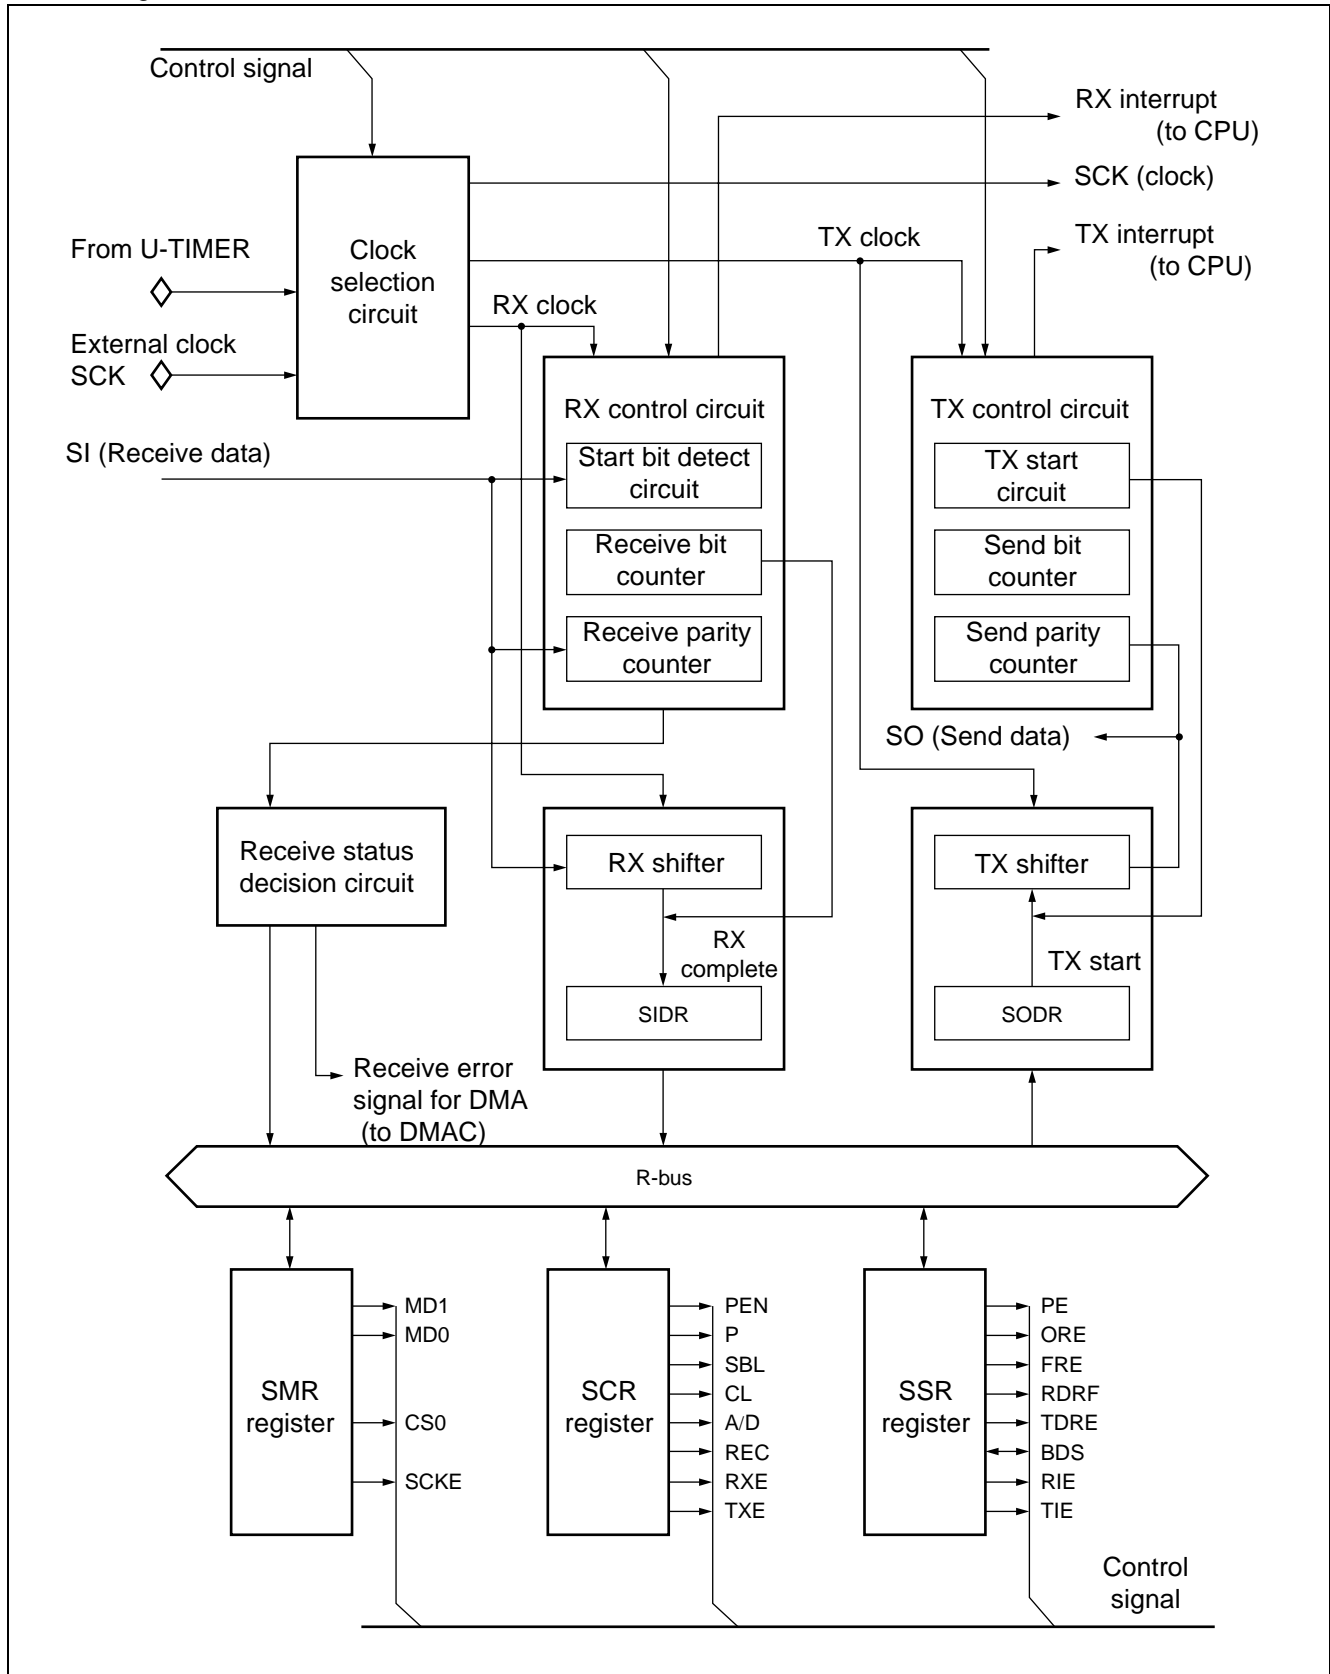 Control signal
RX interrupt
(to CPU)
SCK (clock)
TX interrupt
(to CPU)
TX clock
From U-TIMER
Clock
selection
circuit
RX clock
External clock
SCK
RX control circuit
TX control circuit
SI (Receive data)
Start bit detect
circuit
TX start
circuit
Receive bit
counter
Send bit
counter
Receive parity
counter
Send parity
counter
SO (Send data)
Receive status
decision circuit
RX shifter
TX shifter
RX
complete
TX start
SIDR
SODR
Receive error
signal for DMA
(to DMAC)
R-bus
SMR
register
MD1
MD0
CS0
SCKE
SCR
register
PEN
P
SBL
CL
A/D
REC
RXE
TXE
SSR
register
PE
ORE
FRE
RDRF
TDRE
BDS
RIE
TIE
Control
signal